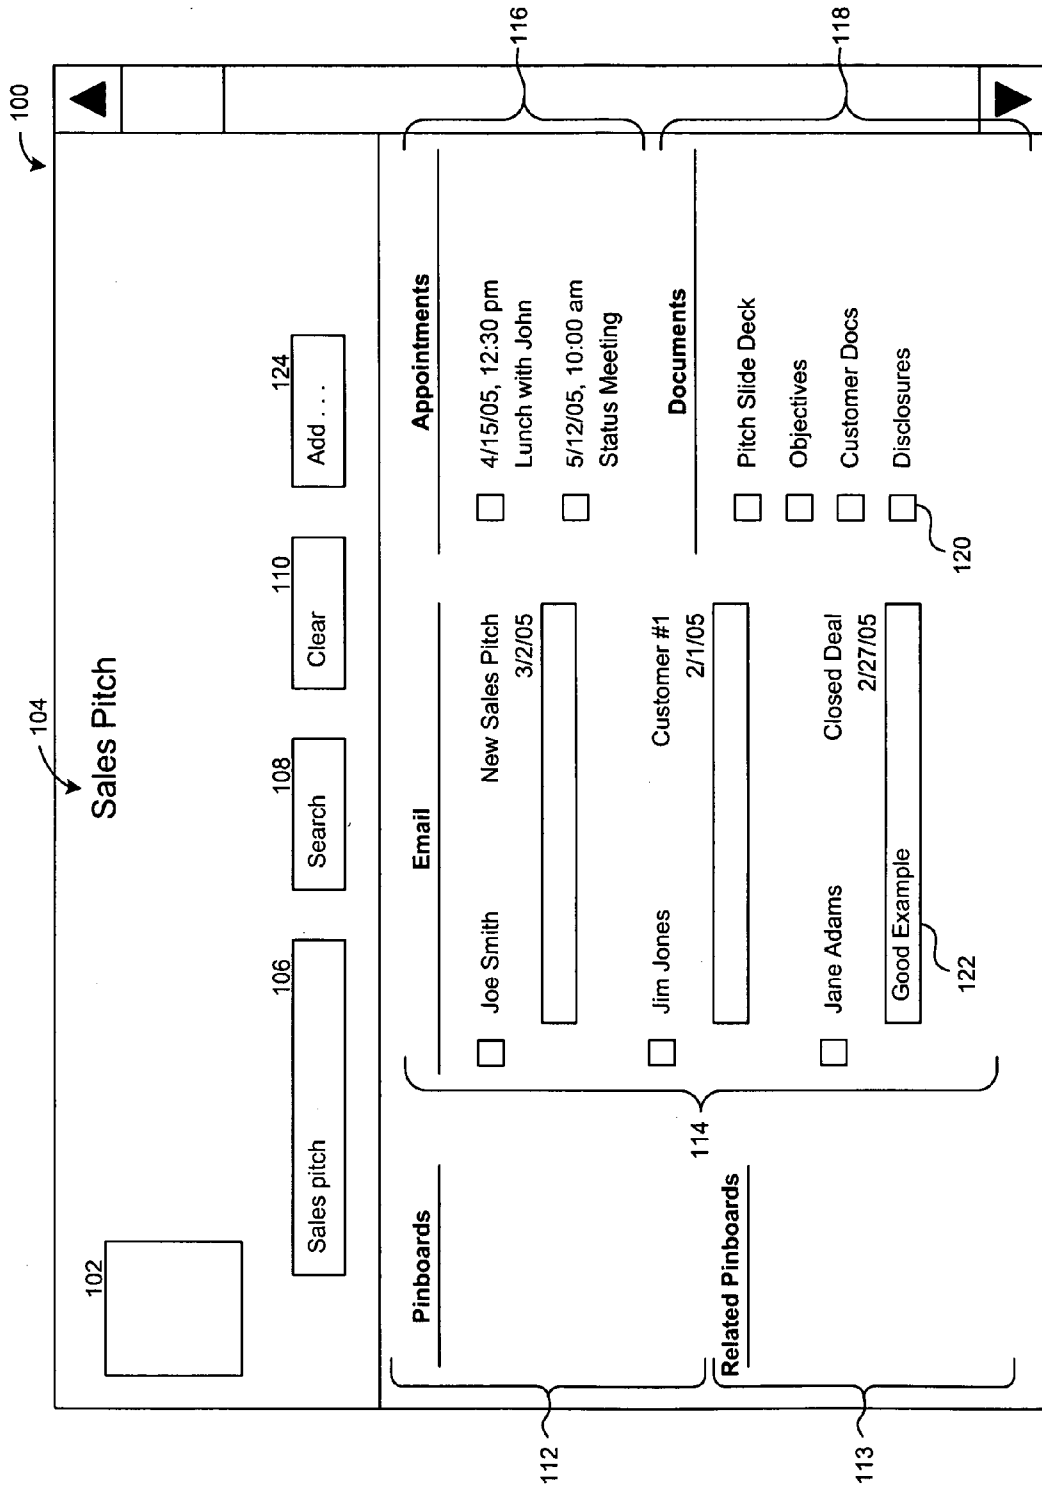 100
104
Sales Pitch
102
106
108
110
124
Sales pitch
Search
Clear
Add ...
Pinboards
Email
Appointments
Joe Smith
New Sales Pitch
3/2/05
4/15/05, 12:30 pm
Lunch with John
5/12/05, 10:00 am
Status Meeting
116
112
114
Jim Jones
Customer #1
2/1/05
Related Pinboards
Documents
Pitch Slide Deck
Objectives
Customer Docs
Disclosures
118
Jane Adams
Closed Deal
2/27/05
Good Example
113
122
120